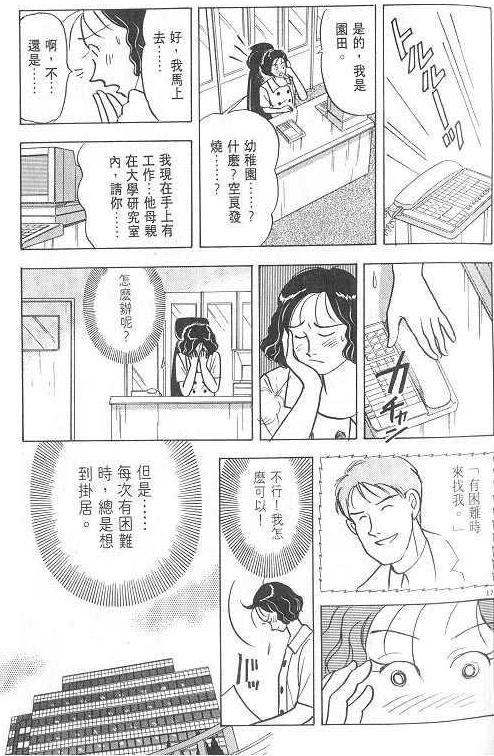 トルルルーッ
是的，我是
園田。
幼稚園……？
什麼？空良發
燒……？
好，我馬上
去……
啊，不…
還是……
我現在手上有
工作…他母親
在大學研究室
內，請你……
ガチャン
怎麼辦呢？
「有困難時
來找我。」
17
不行！我怎
麼可以！
但是……
每次有困難
時，總是想
到掛居。